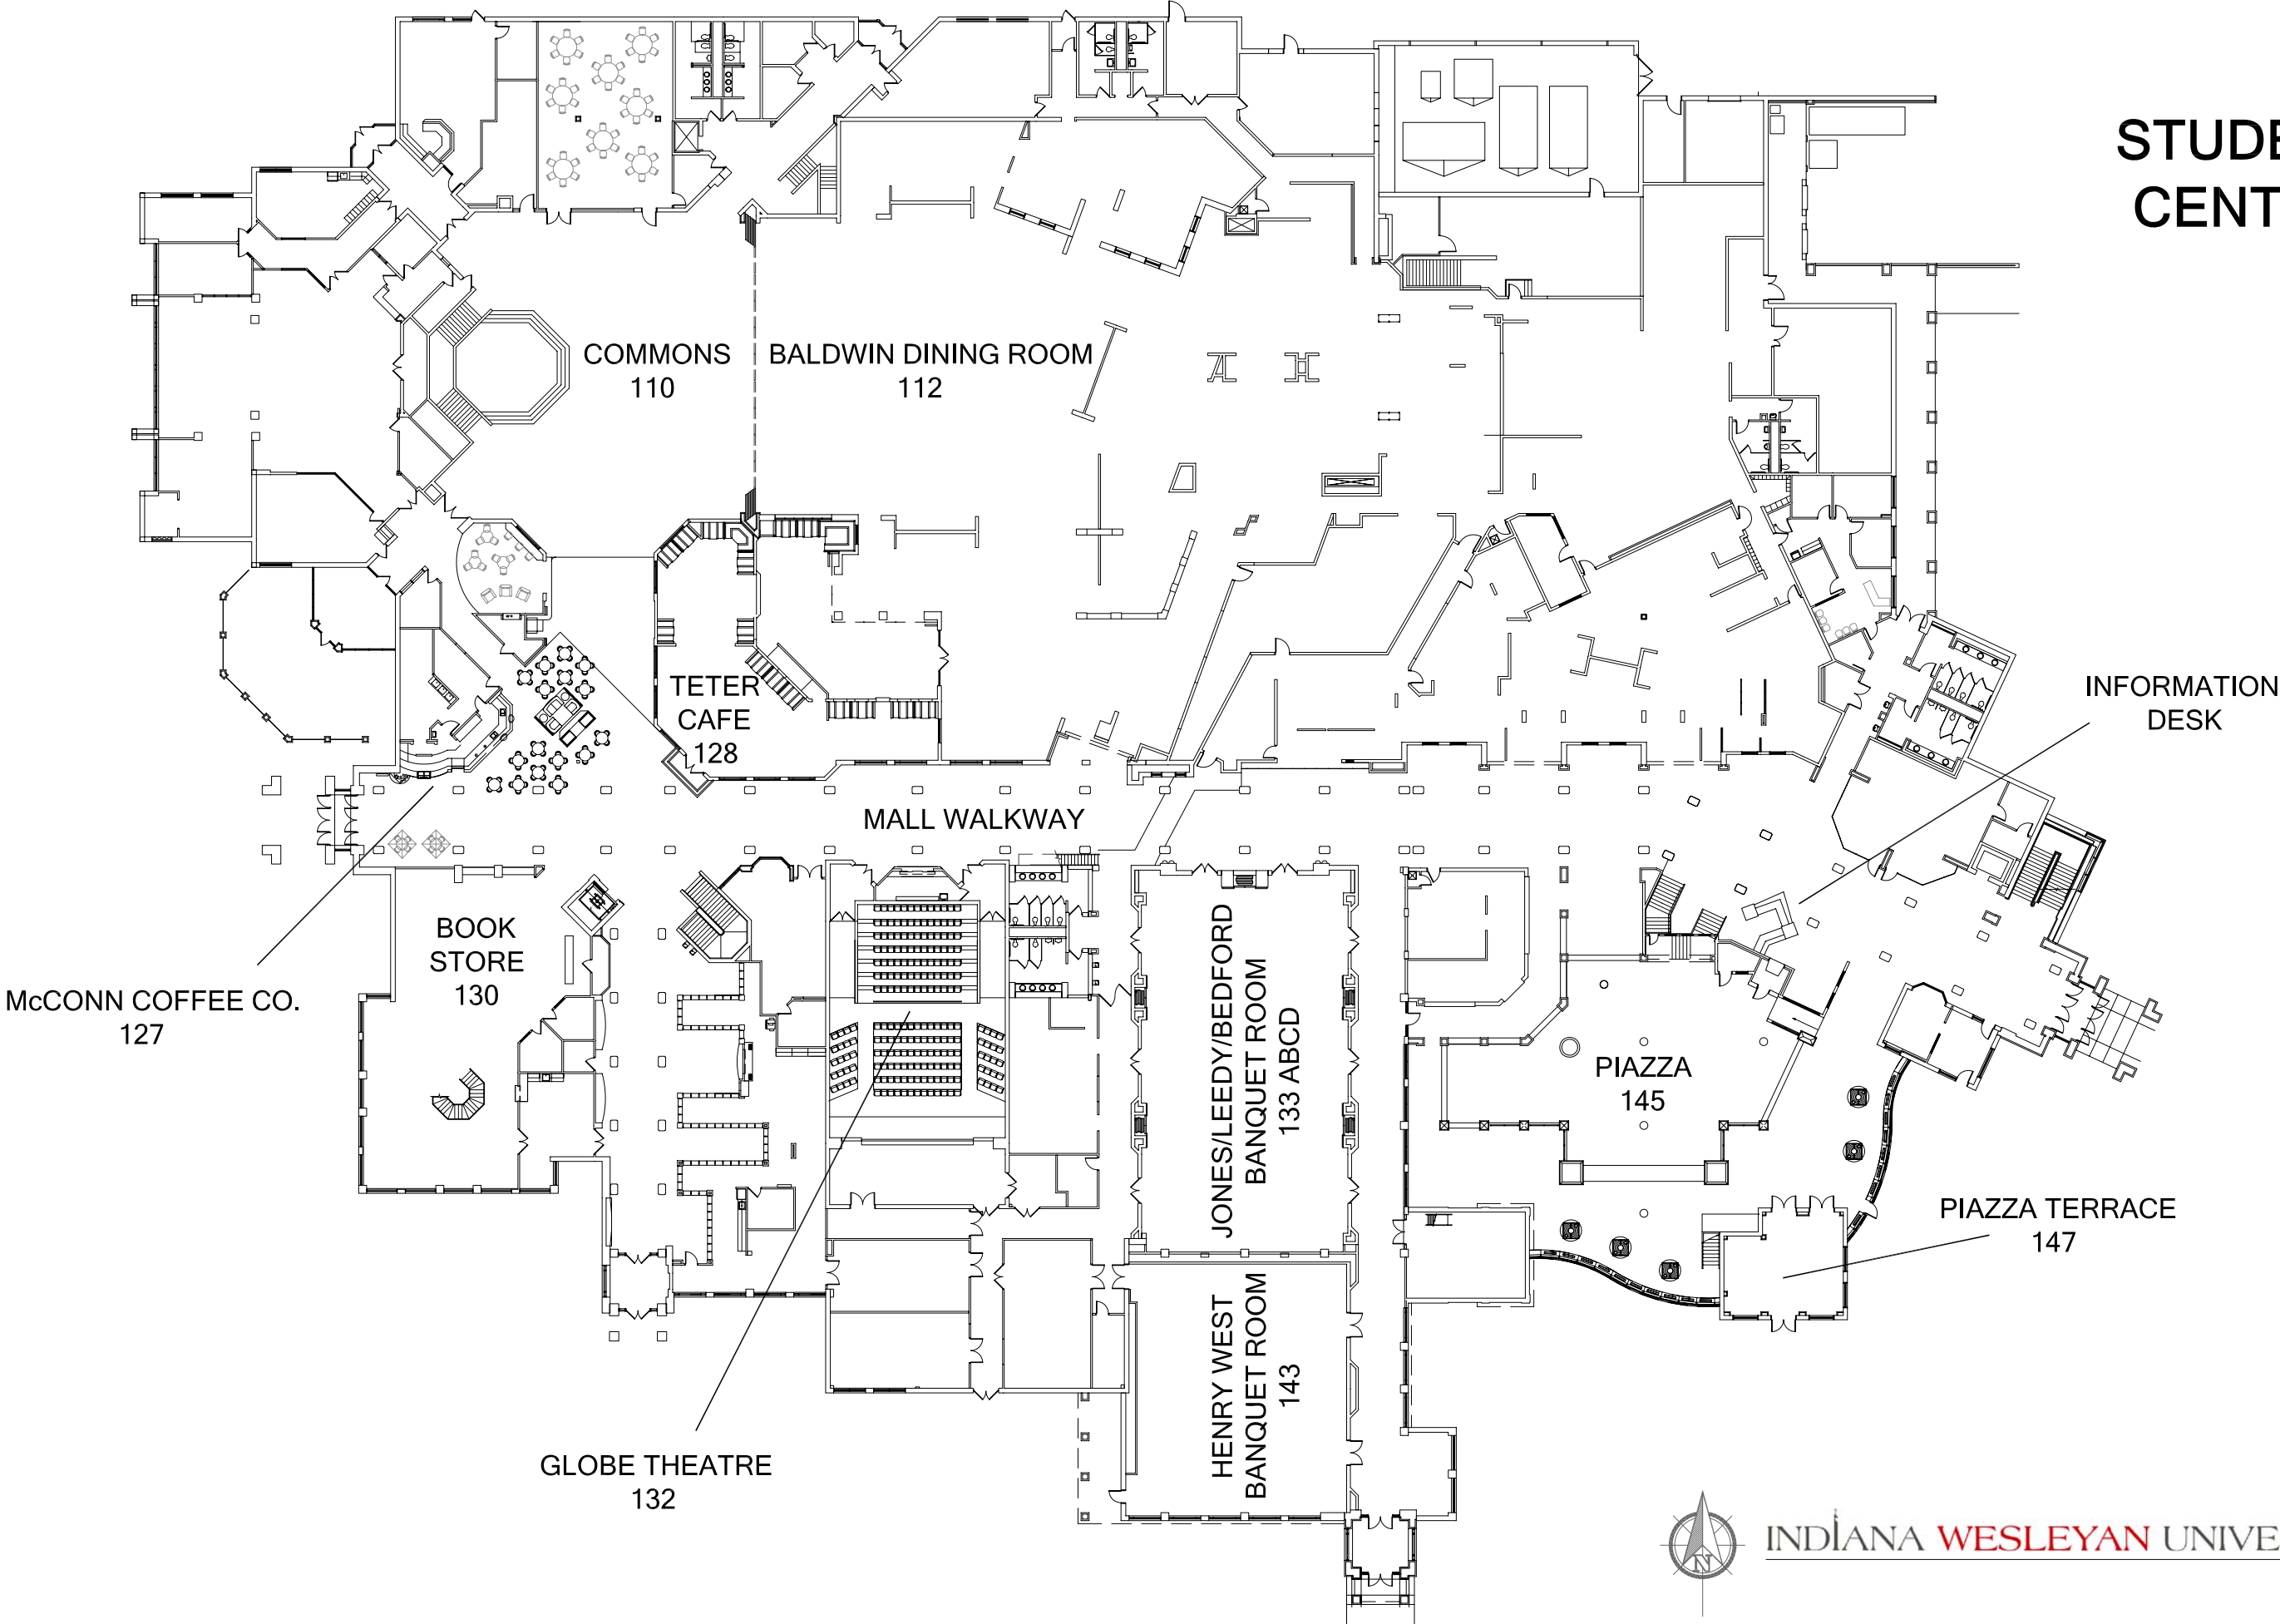 STUDE
CENT
COMMONS
110
BALDWIN DINING ROOM
112
TETER
CAFE
128
INFORMATION
DESK
MALL WALKWAY
BOOK
STORE
130
McCONN COFFEE CO.
127
JONES/LEEDY/BEDFORD
BANQUET ROOM
133 ABCD
PIAZZA
145
PIAZZA TERRACE
147
HENRY WEST
BANQUET ROOM
143
GLOBE THEATRE
132
N
INDIANA WESLEYAN UNIVE